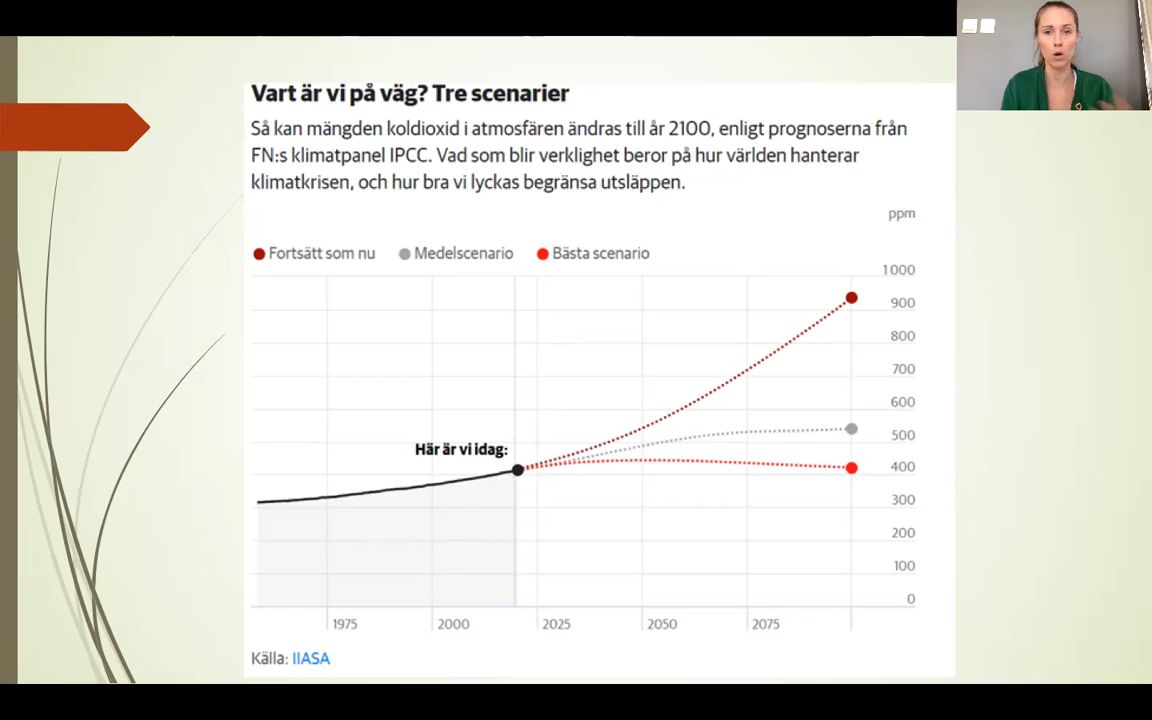 Vart är vi på väg? Tre scenarier
Så kan mängden koldioxid i atmosfären ändras till år 2100, enligt prognoserna från
FN:s klimatpanel IPCC. Vad som blir verklighet beror på hur världen hanterar
klimatkrisen, och hur bra vi lyckas begränsa utsläppen.
ppm
Fortsätt som nu Medelscenario Bästa scenario
1000
900
800
700
600
500
Här är vi idag:
400
300
200
100
0
1975 2000 2025 2050 2075
Källa: IIASA